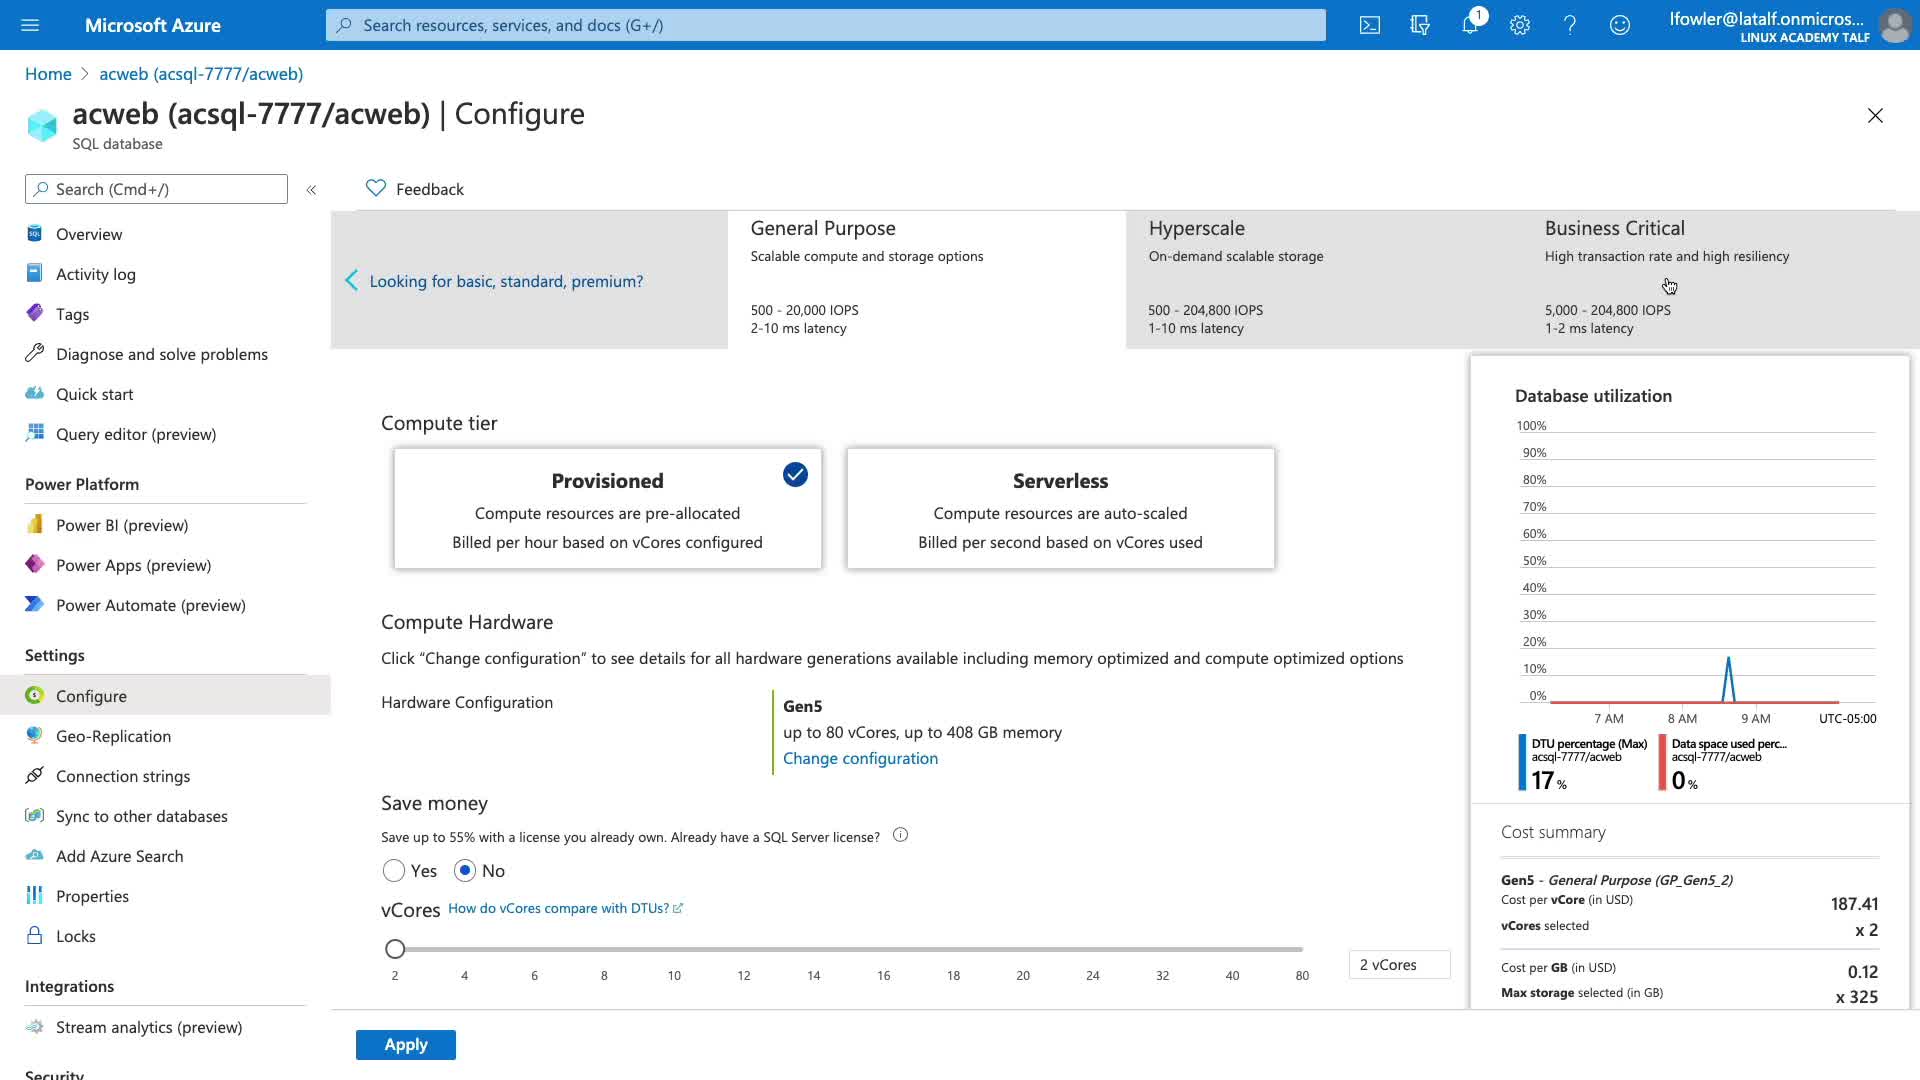 Microsoft Azure
Search resources, services, and docs (G+/)
1
lfowler@latalf.onmicros...
LINUX ACADEMY TALF
Home
acweb (acsql-7777/acweb)
acweb (acsql-7777/acweb) | Configure
SQL database
Search (Cmd+/)
«
Overview
Activity log
Tags
Diagnose and solve problems
Quick start
Query editor (preview)
Power Platform
Power BI (preview)
Power Apps (preview)
Power Automate (preview)
Settings
Configure
Geo-Replication
Connection strings
Sync to other databases
Add Azure Search
Properties
Locks
Integrations
Stream analytics (preview)
Security
Feedback
Looking for basic, standard, premium?
General Purpose
Scalable compute and storage options
500 - 20,000 IOPS
2-10 ms latency
Hyperscale
On-demand scalable storage
500 - 204,800 IOPS
1-10 ms latency
Business Critical
High transaction rate and high resiliency
5,000 - 204,800 IOPS
1-2 ms latency
Compute tier
Provisioned
Compute resources are pre-allocated
Billed per hour based on vCores configured
Serverless
Compute resources are auto-scaled
Billed per second based on vCores used
Compute Hardware
Click “Change configuration” to see details for all hardware generations available including memory optimized and compute optimized options
Hardware Configuration
Gen5
up to 80 vCores, up to 408 GB memory
Change configuration
Save money
Save up to 55% with a license you already own. Already have a SQL Server license?
Yes
No
vCores How do vCores compare with DTUs?
2 4 6 8 10 12 14 16 18 20 24 32 40 80
2 vCores
Apply
Database utilization
100%
90%
80%
70%
60%
50%
40%
30%
20%
10%
0%
7 AM 8 AM 9 AM UTC-05:00
DTU percentage (Max)
acsql-7777/acweb
17 %
Data space used perc...
acsql-7777/acweb
0 %
Cost summary
Gen5 - General Purpose (GP_Gen5_2)
Cost per vCore (in USD) 187.41
vCores selected x 2
Cost per GB (in USD) 0.12
Max storage selected (in GB) x 325